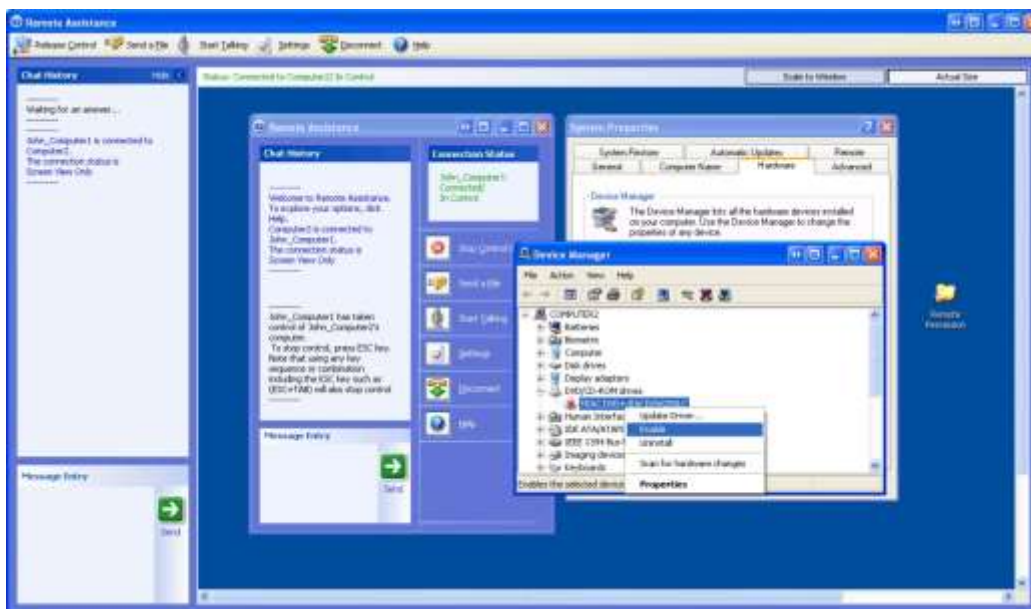 Remote Assistance
Release Control Send a File Start Talking Settings Disconnect Help
Chat History Hide
Status: Connected to Computer2/ In Control
Scale to Window Actual Size
Waiting for an answer...
John_Computer1 is connected to
Computer2.
The connection status is
Screen View Only
Message Entry
Send
Remote Assistance
Chat History
Welcome to Remote Assistance.
To explore your options, click
Help.
Computer2 is connected to
John_Computer1.
The connection status is
Screen View Only
John_Computer1 has taken
control of John_Computer2's
computer.
To stop control, press ESC key.
Note that using any key
sequence or combination
including the ESC key such as
(ESC+TAB) will also stop control
Message Entry
Send
Connection Status
John_Computer1:
Connected/
In Control
Stop Control
Send a File
Start Talking
Settings
Disconnect
Help
System Properties
System Restore Automatic Updates Remote
General Computer Name Hardware Advanced
Device Manager
The Device Manager lists all the hardware devices installed
on your computer. Use the Device Manager to change the
properties of any device.
Device Manager
File Action View Help
COMPUTER2
Batteries
Biometric
Computer
Disk drives
Display adapters
DVD/CD-ROM drives
Human Interface
IDE ATA/ATAPI
IEEE 1394 Bus
Imaging devices
Keyboards
Enables the selected device
Update Driver...
Enable
Uninstall
Scan for hardware changes
Properties
Remote
Permission